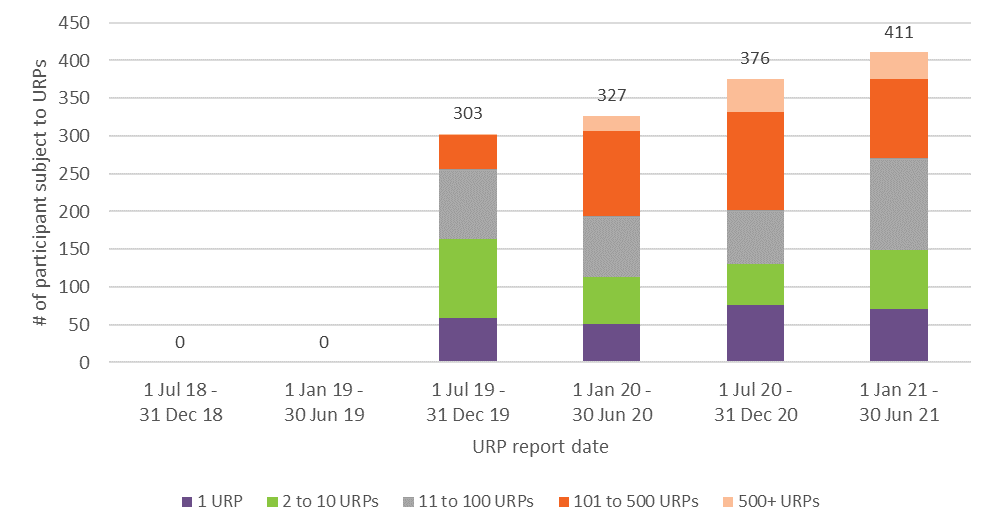 450
400
350
300
250
200
150
100
50
0
# of participant subject to URPs
0
0
303
327
376
411
1 Jul 18 -
31 Dec 18
1 Jan 19 -
30 Jun 19
1 Jul 19 -
31 Dec 19
1 Jan 20 -
30 Jun 20
1 Jul 20 -
31 Dec 20
1 Jan 21 -
30 Jun 21
URP report date
1 URP
2 to 10 URPs
11 to 100 URPs
101 to 500 URPs
500+ URPs